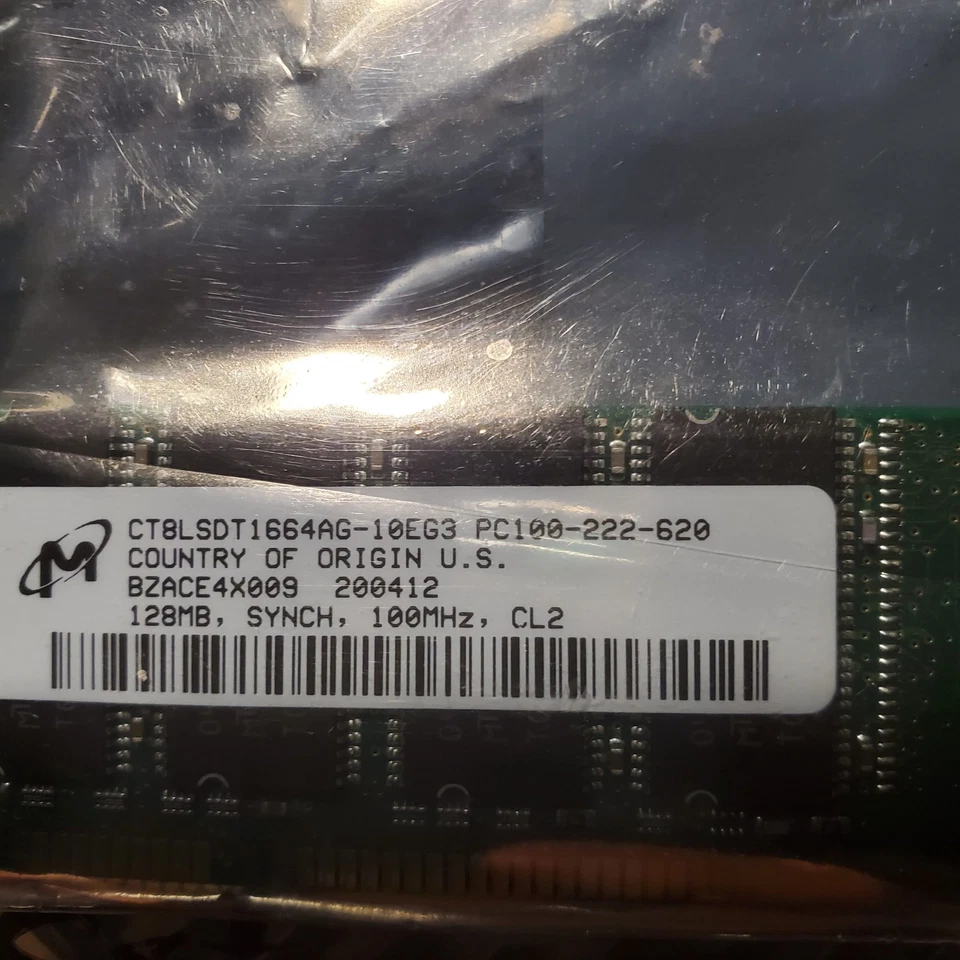 CT8LSDT1664AG-10EG3 PC100-222-620
COUNTRY OF ORIGIN U.S.
BZACE4X009 200412
128MB, SYNCH, 100MHz, CL2